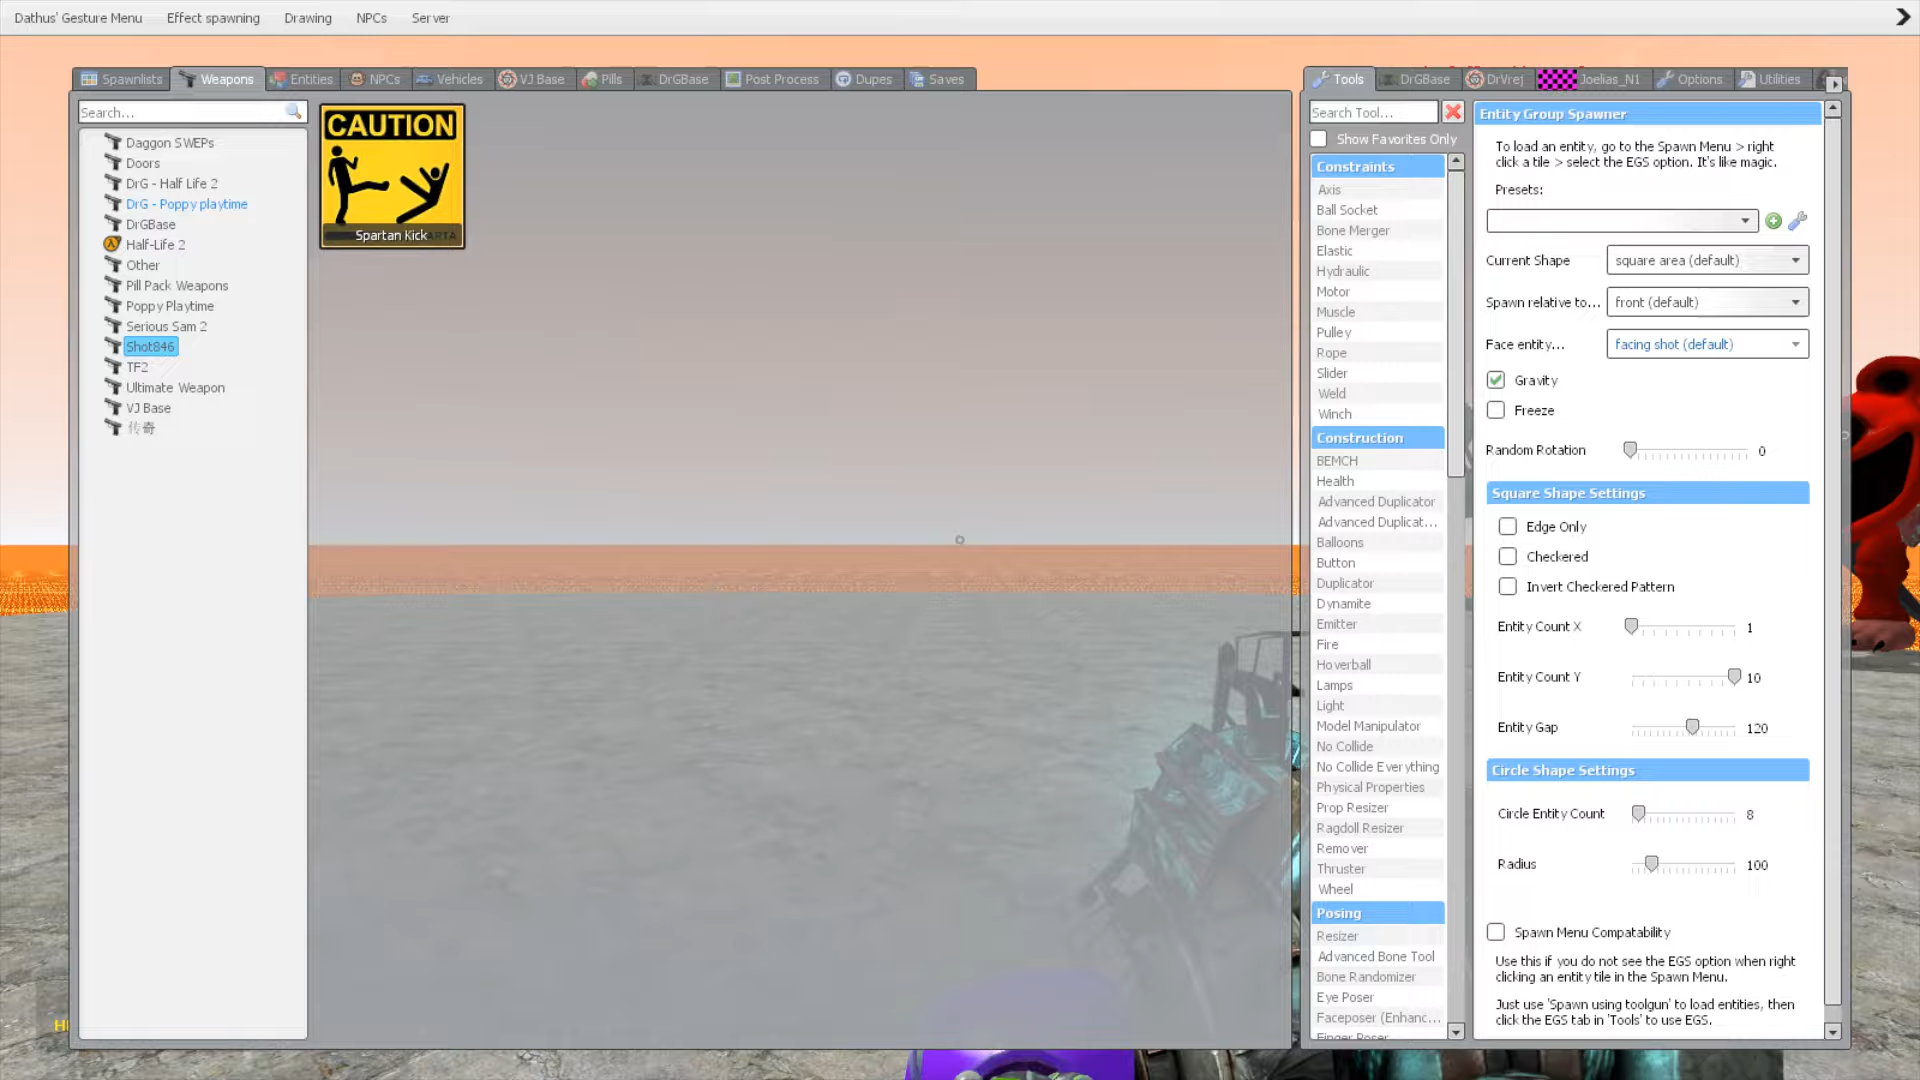 Dathus' Gesture Menu
Effect spawning
Drawing
NPCs
Server
Spawnlists
Weapons
Entities
NPCs
Vehicles
VJ Base
Pills
DrGBase
Post Process
Dupes
Saves
Search...
Daggon SWEPs
Doors
DrG - Half Life 2
DrG - Poppy playtime
DrGBase
Half-Life 2
Other
Pill Pack Weapons
Poppy Playtime
Serious Sam 2
Shot846
TF2
Ultimate Weapon
VJ Base
传奇
CAUTION
Spartan Kick
Tools
DrGBase
DrVrej
Joelias_N1
Options
Utilities
Search Tool...
Show Favorites Only
Constraints
Axis
Ball Socket
Bone Merger
Elastic
Hydraulic
Motor
Muscle
Pulley
Rope
Slider
Weld
Winch
Construction
BEMCH
Health
Advanced Duplicator
Advanced Duplicat...
Balloons
Button
Duplicator
Dynamite
Emitter
Fire
Hoverball
Lamps
Light
Model Manipulator
No Collide
No Collide Everything
Physical Properties
Prop Resizer
Ragdoll Resizer
Remover
Thruster
Wheel
Posing
Resizer
Advanced Bone Tool
Bone Randomizer
Eye Poser
Faceposer (Enhanc...
Finger Poser
Entity Group Spawner
To load an entity, go to the Spawn Menu > right
click a tile > select the EGS option. It's like magic.
Presets:
Current Shape square area (default)
Spawn relative to... front (default)
Face entity... facing shot (default)
Gravity
Freeze
Random Rotation 0
Square Shape Settings
Edge Only
Checkered
Invert Checkered Pattern
Entity Count X 1
Entity Count Y 10
Entity Gap 120
Circle Shape Settings
Circle Entity Count 8
Radius 100
Spawn Menu Compatability
Use this if you do not see the EGS option when right
clicking an entity tile in the Spawn Menu.
Just use 'Spawn using toolgun' to load entities, then
click the EGS tab in 'Tools' to use EGS.